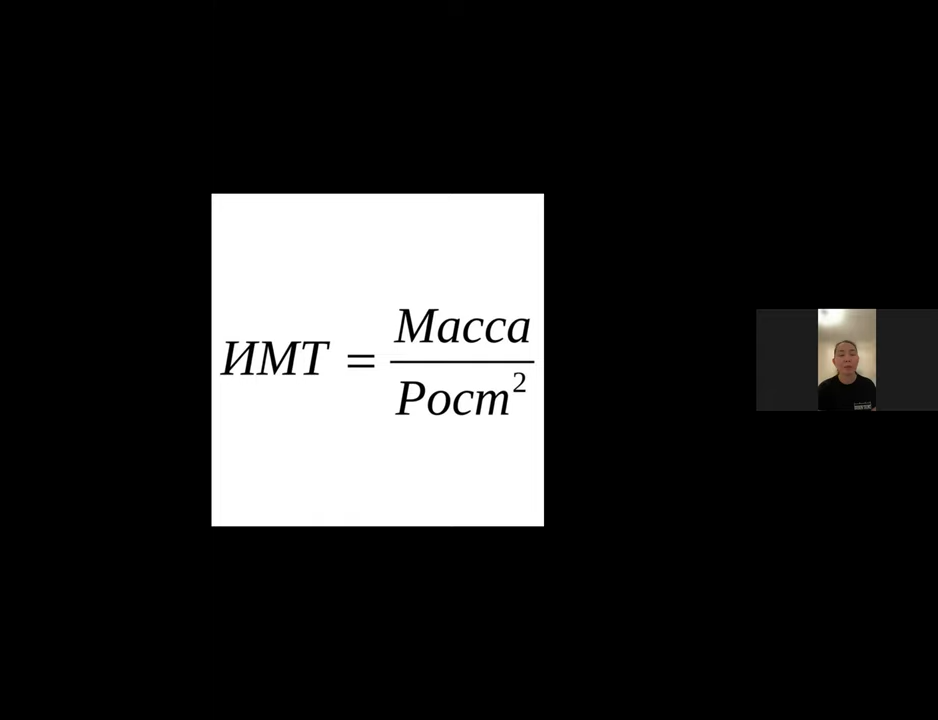 ИМТ = Масса / Рост²